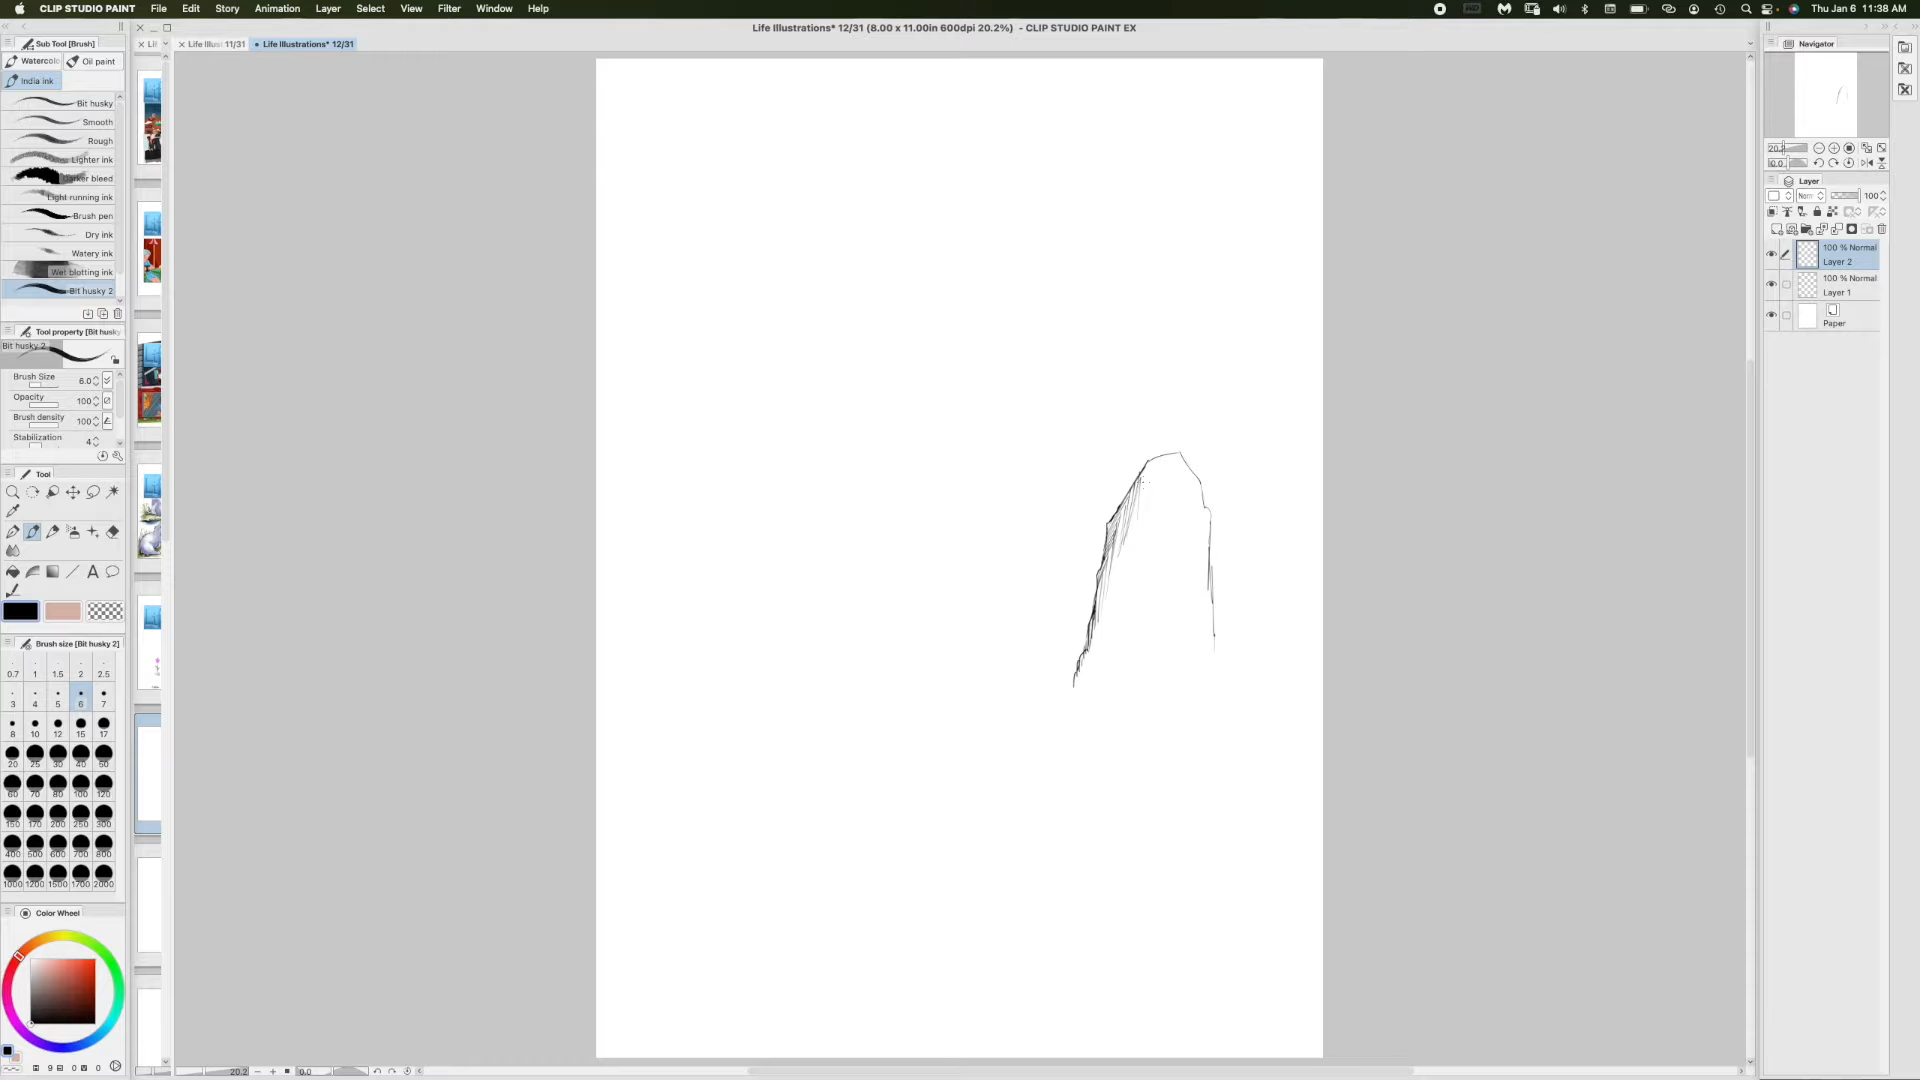 CLIP STUDIO PAINT File Edit Story Animation Layer Select View Filter Window Help Thu Jan 6 11:38 AM
Life Illustrations* 12/31 (8.00 x 11.00in 600dpi 20.2%) - CLIP STUDIO PAINT EX
Sub Tool [Brush] Life Illustrations* 12/31 Navigator
Oil paint
India ink
Bit husky
Smooth
Rough
Lighter ink
Darker bleed
Light running ink
Brush pen
Dry ink
Watery ink
Wet blotting ink
Bit husky 2
Tool property [Bit husky
Bit husky 2
Brush Size 6.0
Opacity 100
Brush density 100
Stabilization 4
Tool
Brush size [Bit husky 2]
0.7 1 1.5 2 2.5
3 4 5 6 7
8 10 12 15 17
20 25 30 40 50
60 70 80 100 120
150 170 200 250 300
400 500 600 700 800
1000 1200 1500 1700 2000
Color Wheel
9 0 0
20.2 0.0
Layer
100
100 % Normal
Layer 2
100 % Normal
Layer 1
Paper